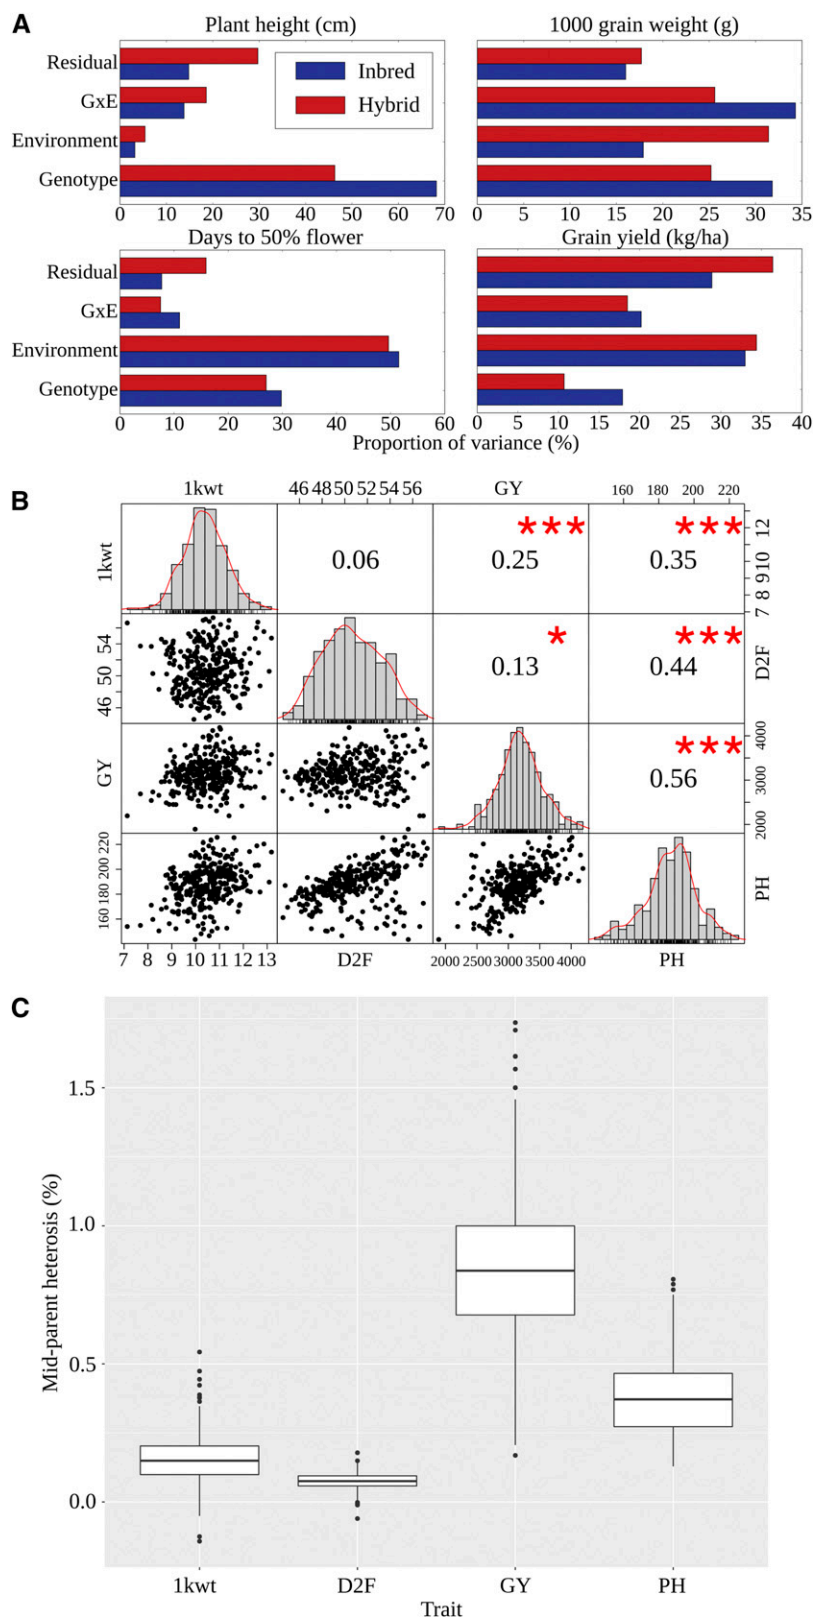 A
Plant height (cm)
1000 grain weight (g)
Residual
GxE
Environment
Genotype
Inbred
Hybrid
0 10 20 30 40 50 60 70
0 5 10 15 20 25 30 35
Days to 50% flower
Grain yield (kg/ha)
Residual
GxE
Environment
Genotype
0 10 20 30 40 50 60
0 5 10 15 20 25 30 35 40
Proportion of variance (%)
B
1kwt
46 48 50 52 54 56
GY
160 180 200 220
1kwt
0.06
***
0.25
***
0.35
7 8 9 10 12
46 50 54
*
0.13
***
0.44
D2F
GY
***
0.56
2000 3000 4000
160 180 200 220
PH
7 8 9 10 11 12 13
D2F
2000 2500 3000 3500 4000
PH
C
Mid-parent heterosis (%)
1.5
1.0
0.5
0.0
1kwt D2F GY PH
Trait